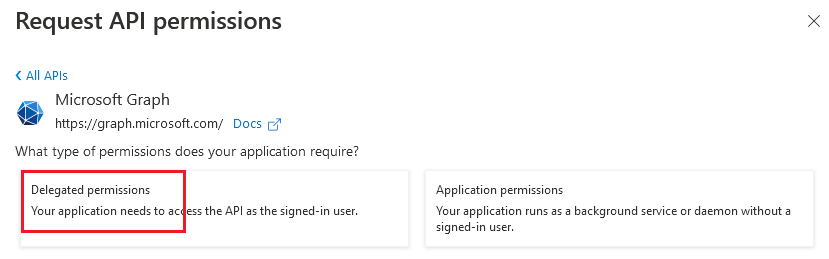 Request API permissions
All APIs
Microsoft Graph
https://graph.microsoft.com/ Docs
What type of permissions does your application require?
Delegated permissions
Your application needs to access the API as the signed-in user.
Application permissions
Your application runs as a background service or daemon without a
signed-in user.